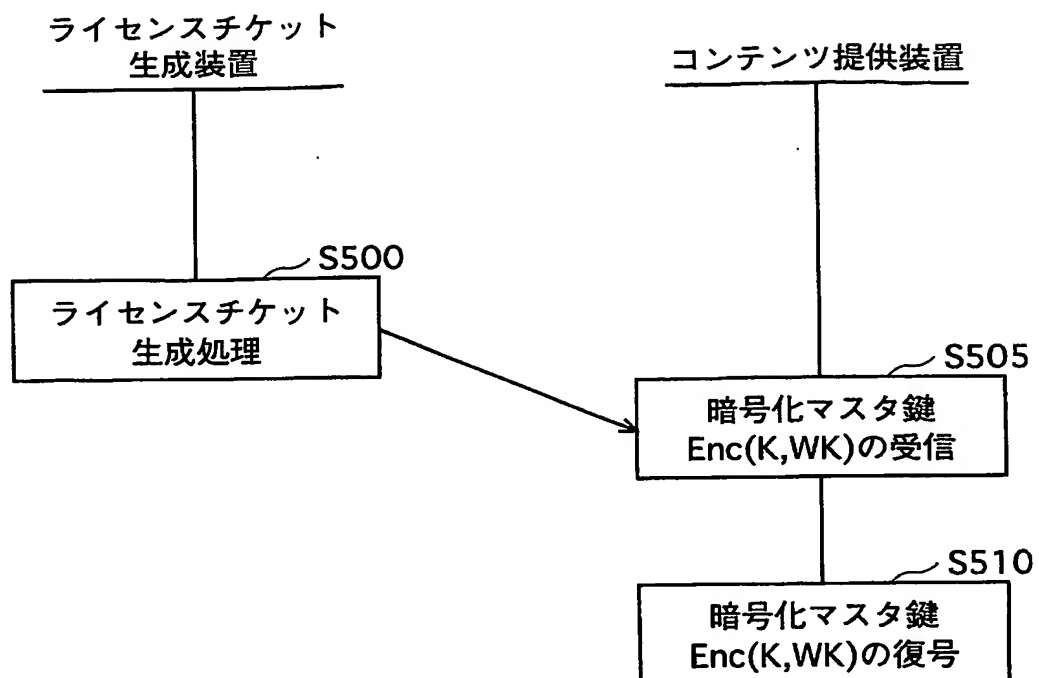 ライセンスチケット
生成装置
コンテンツ提供装置
S500
ライセンスチケット
生成処理
S505
暗号化マスタ鍵
Enc(K,WK)の受信
S510
暗号化マスタ鍵
Enc(K,WK)の復号